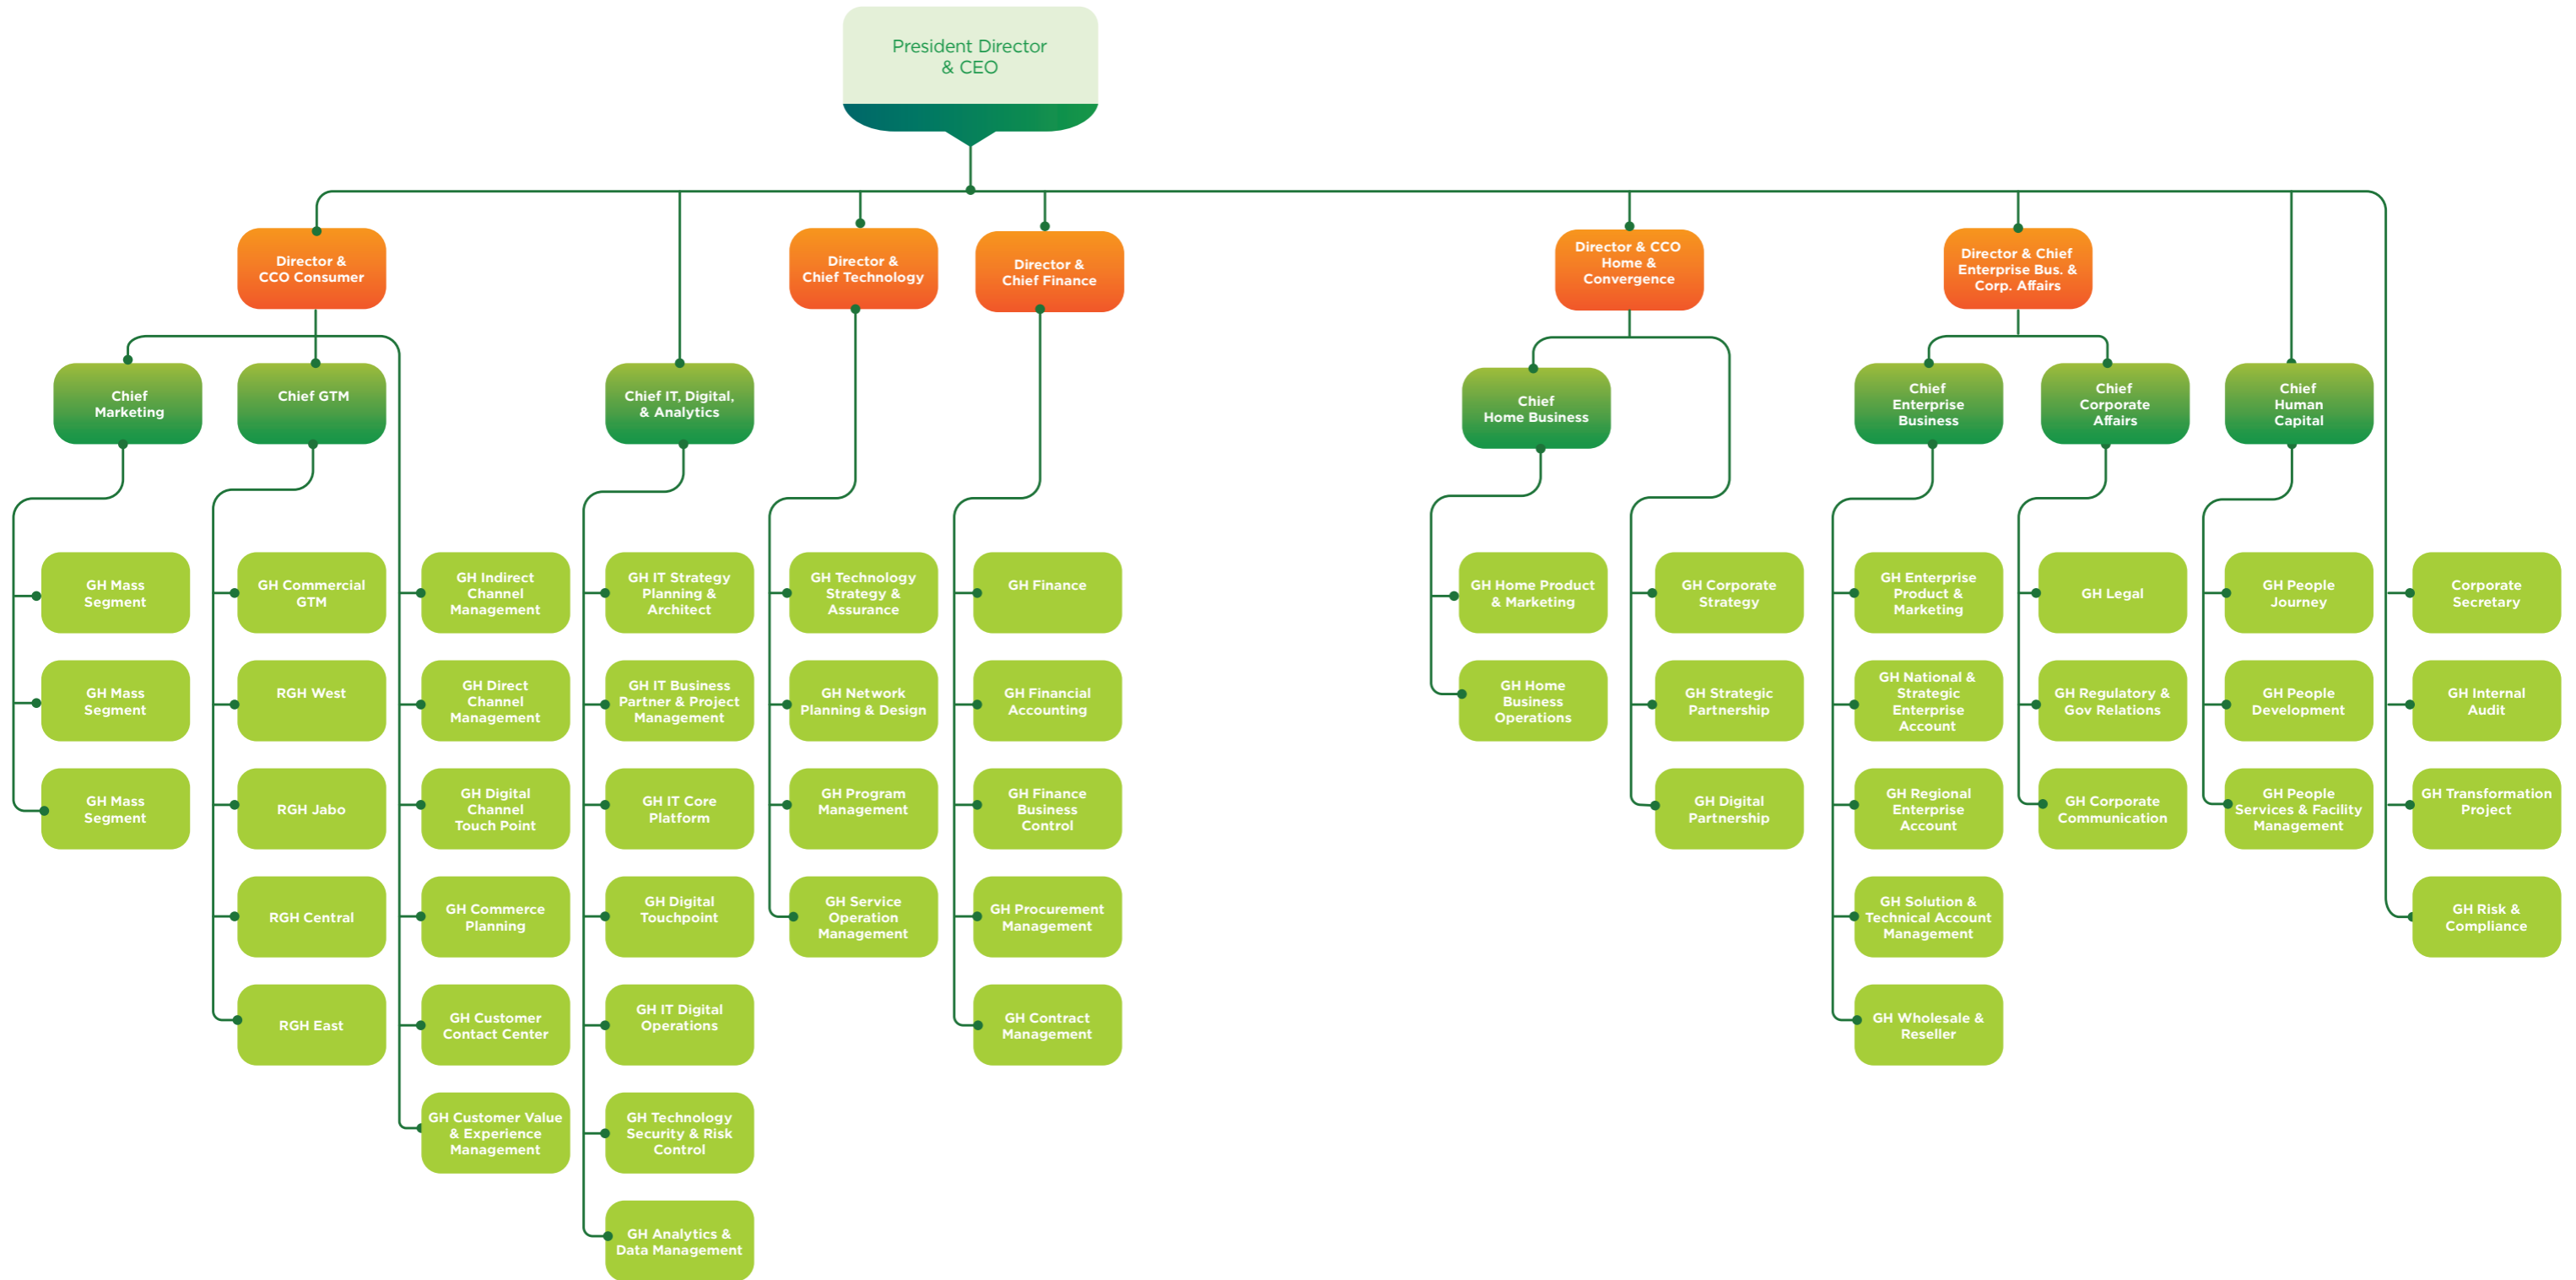 President Director
& CEO
Director &
CCO Consumer
Director &
Chief Technology
Director &
Chief Finance
Director & CCO
Home &
Convergence
Director & Chief
Enterprise Bus. &
Corp. Affairs
Chief
Marketing
Chief GTM
Chief IT, Digital,
& Analytics
Chief
Home Business
Chief
Enterprise
Business
Chief
Corporate
Affairs
Chief
Human
Capital
GH Mass
Segment
GH Mass
Segment
GH Mass
Segment
GH Commercial
GTM
RGH West
RGH Jabo
RGH Central
RGH East
GH Indirect
Channel
Management
GH Direct
Channel
Management
GH Digital
Channel
Touch Point
GH Commerce
Planning
GH Customer
Contact Center
GH Customer Value
& Experience
Management
GH IT Strategy
Planning &
Architect
GH IT Business
Partner & Project
Management
GH IT Core
Platform
GH Digital
Touchpoint
GH IT Digital
Operations
GH Technology
Security & Risk
Control
GH Analytics &
Data Management
GH Technology
Strategy &
Assurance
GH Network
Planning & Design
GH Program
Management
GH Service
Operation
Management
GH Finance
GH Financial
Accounting
GH Finance
Business
Control
GH Procurement
Management
GH Contract
Management
GH Home Product
& Marketing
GH Home
Business
Operations
GH Corporate
Strategy
GH Strategic
Partnership
GH Digital
Partnership
GH Enterprise
Product &
Marketing
GH National &
Strategic
Enterprise
Account
GH Regional
Enterprise
Account
GH Solution &
Technical Account
Management
GH Wholesale &
Reseller
GH Legal
GH Regulatory &
Gov Relations
GH Corporate
Communication
GH People
Journey
GH People
Development
GH People
Services & Facility
Management
Corporate
Secretary
GH Internal
Audit
GH Transformation
Project
GH Risk &
Compliance